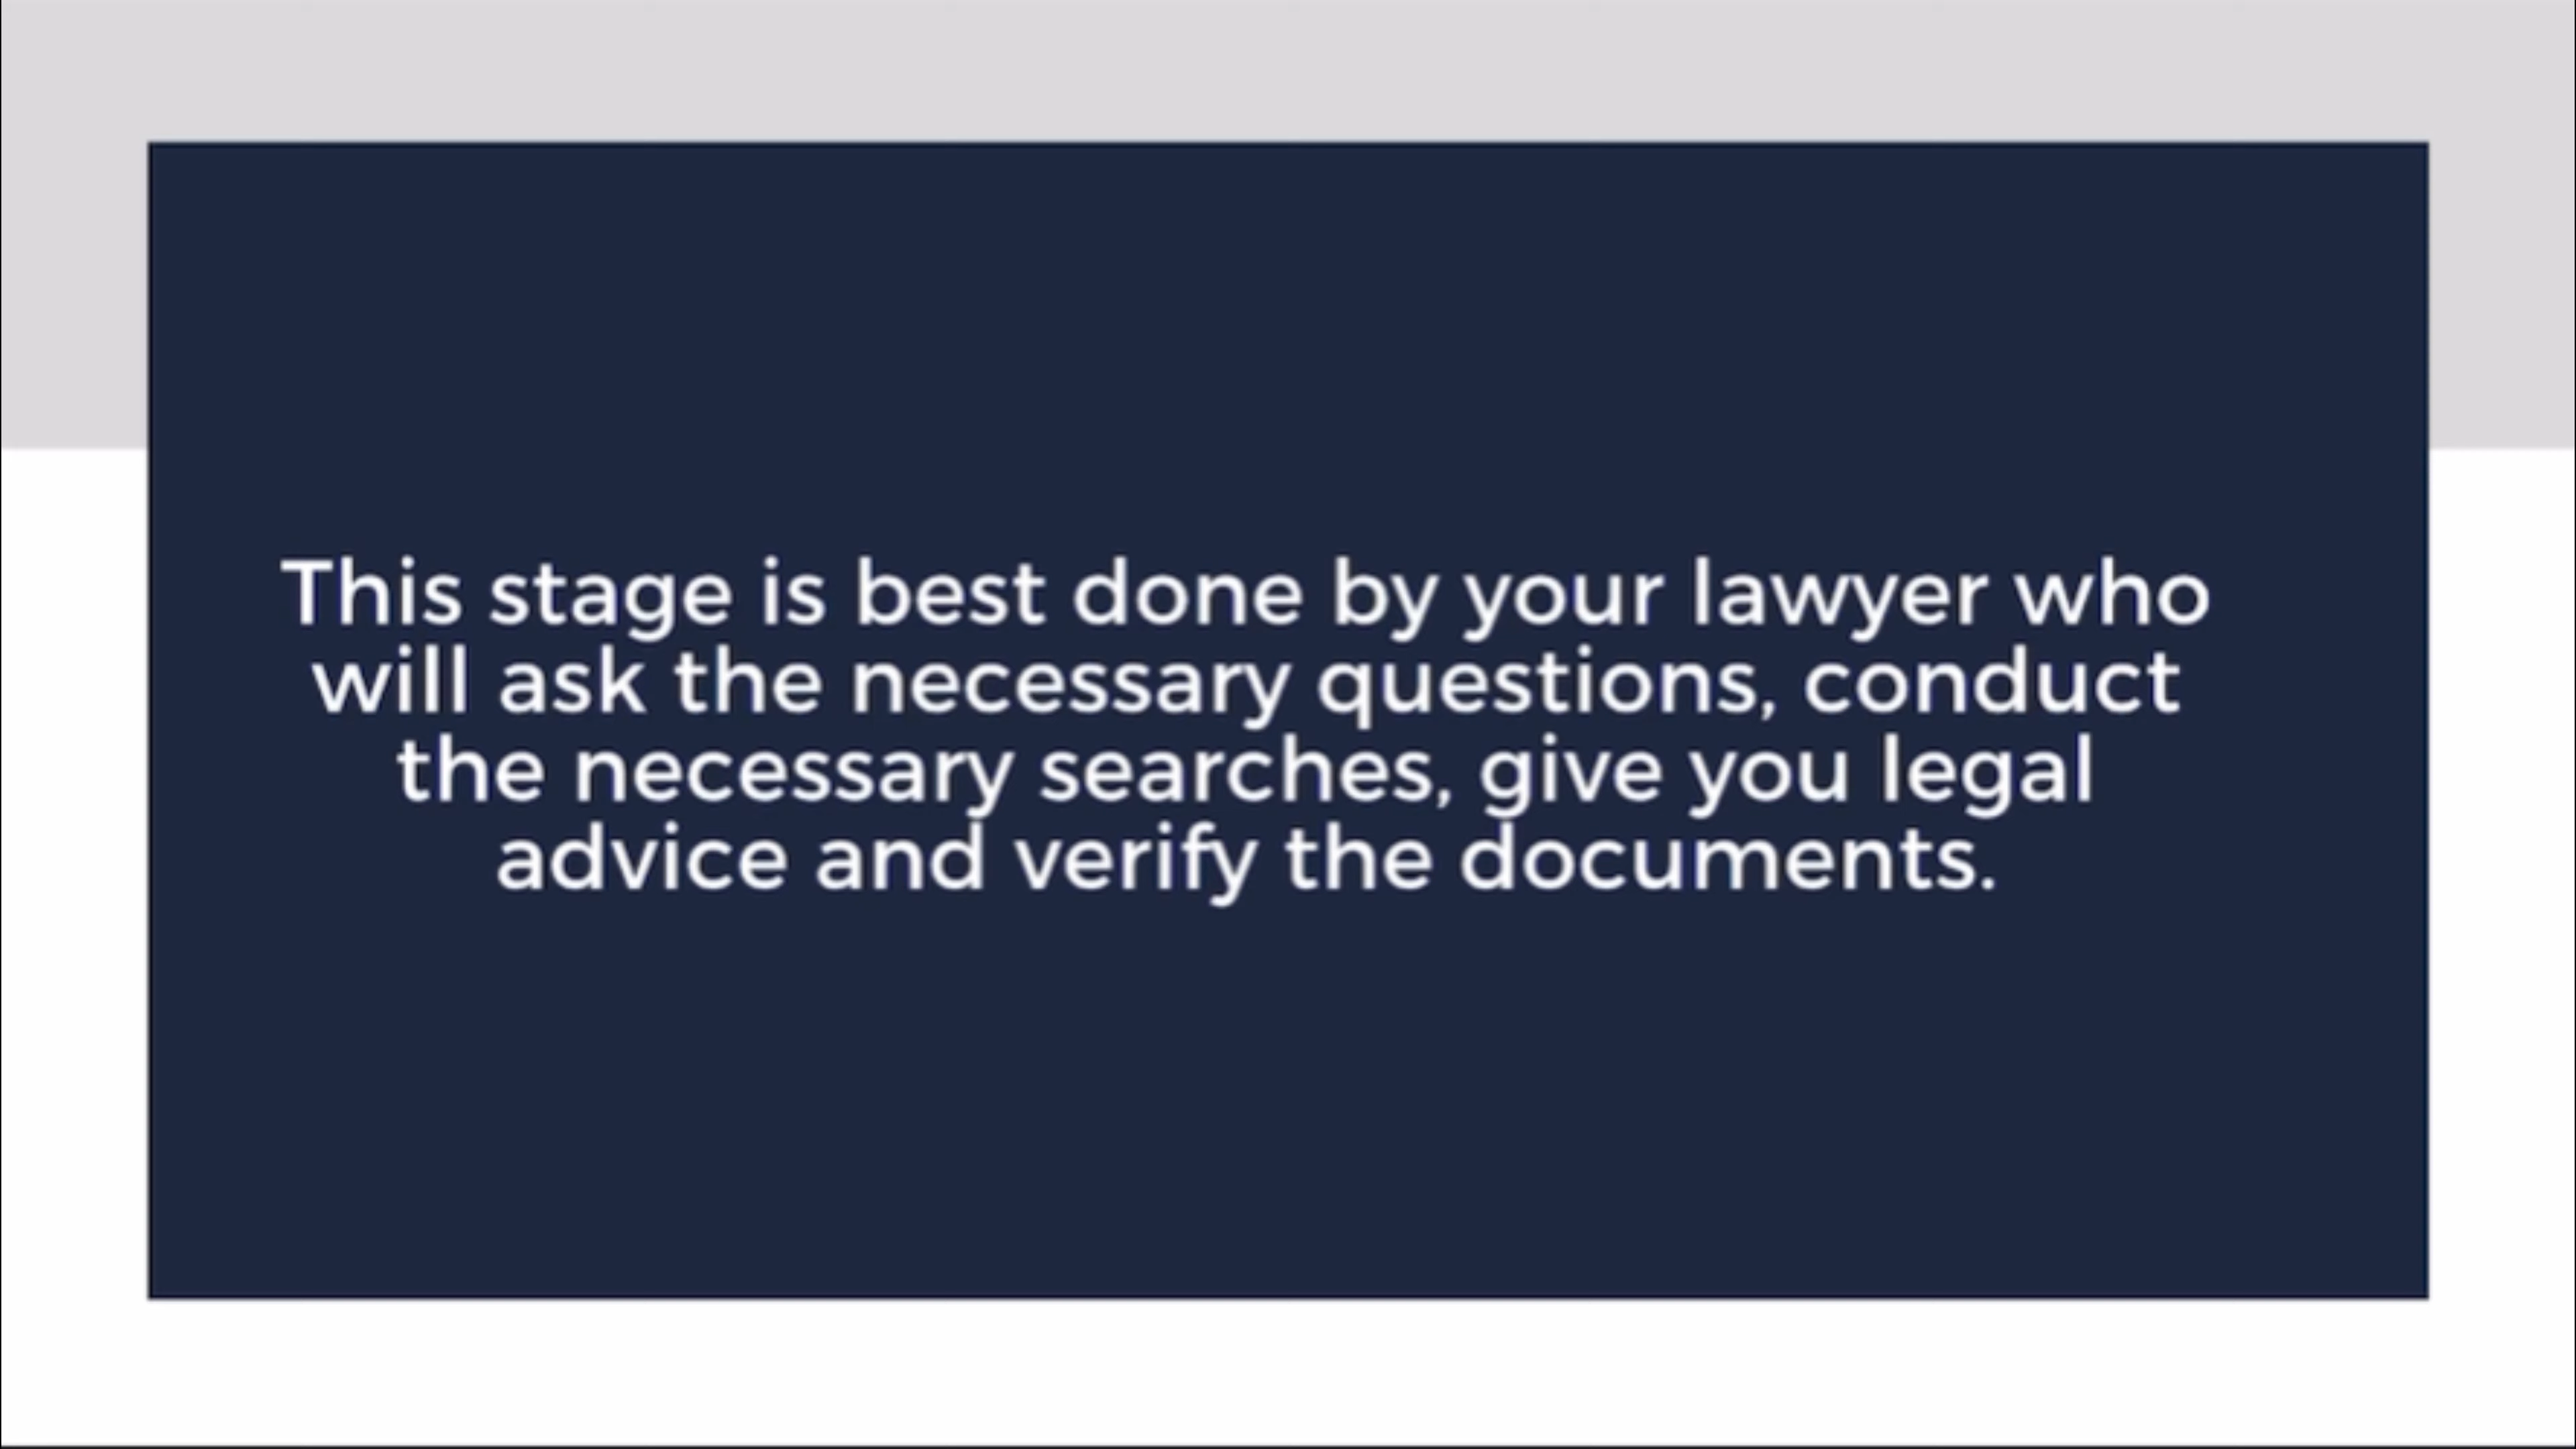 This stage is best done by your lawyer who
will ask the necessary questions, conduct
the necessary searches, give you legal
advice and verify the documents.